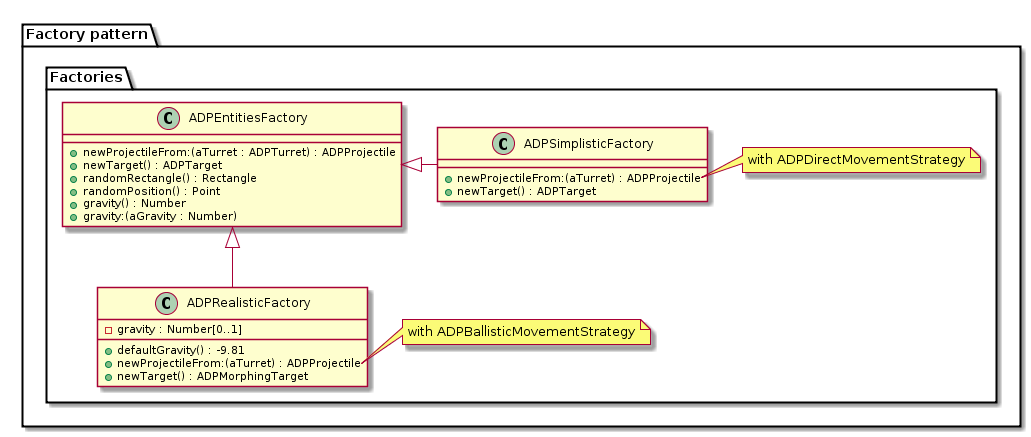 Factory pattern
Factories
C ADPEntitiesFactory
newProjectileFrom:(aTurret : ADPTurret) : ADPProjectile
newTarget() : ADPTarget
randomRectangle() : Rectangle
randomPosition() : Point
gravity() : Number
gravity:(aGravity : Number)
C ADPSimplisticFactory
newProjectileFrom:(aTurret) : ADPProjectile
newTarget() : ADPTarget
with ADPDirectMovementStrategy
C ADPRealisticFactory
gravity : Number[0..1]
defaultGravity() : -9.81
newProjectileFrom:(aTurret) : ADPProjectile
newTarget() : ADPMorphingTarget
with ADPBallisticMovementStrategy